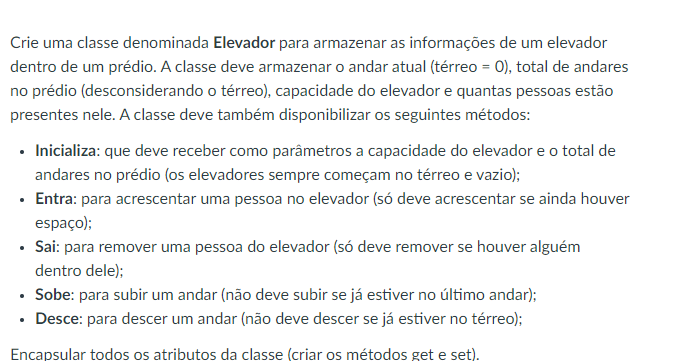 Crie uma classe denominada Elevador para armazenar as informações de um elevador
dentro de um prédio. A classe deve armazenar o andar atual (térreo = 0), total de andares
no prédio (desconsiderando o térreo), capacidade do elevador e quantas pessoas estão
presentes nele. A classe deve também disponibilizar os seguintes métodos:
• Inicializa: que deve receber como parâmetros a capacidade do elevador e o total de
andares no prédio (os elevadores sempre começam no térreo e vazio);
• Entra: para acrescentar uma pessoa no elevador (só deve acrescentar se ainda houver
espaço);
• Sai: para remover uma pessoa do elevador (só deve remover se houver alguém
dentro dele);
• Sobe: para subir um andar (não deve subir se já estiver no último andar);
• Desce: para descer um andar (não deve descer se já estiver no térreo);
Encapsular todos os atributos da classe (criar os métodos get e set).